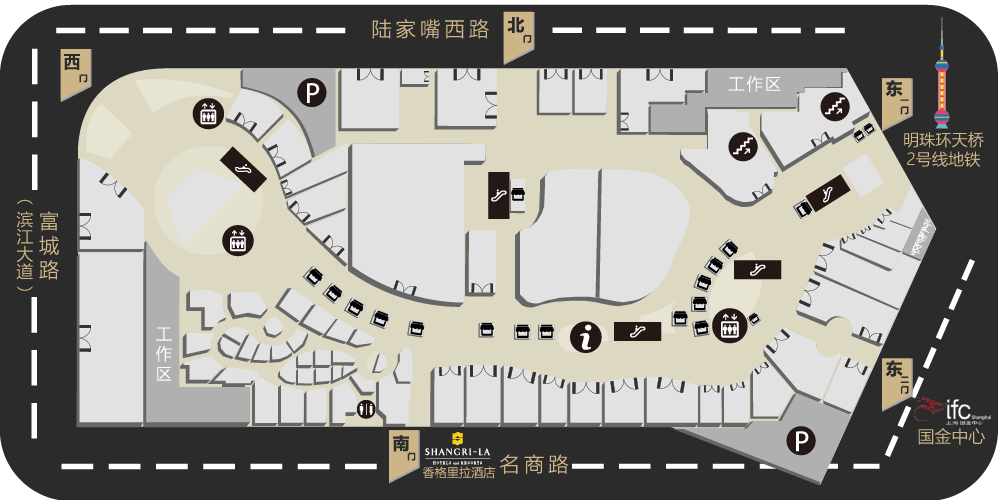 陆家嘴西路
北门
西门
P
工作区
东一门
明珠环天桥
2号线地铁
富城路
(滨江大道)
i
工作区
东二门
ifc
Shanghai
上海国金中心
国金中心
P
南门
SHANGRI-LA
香格里拉酒店
名商路